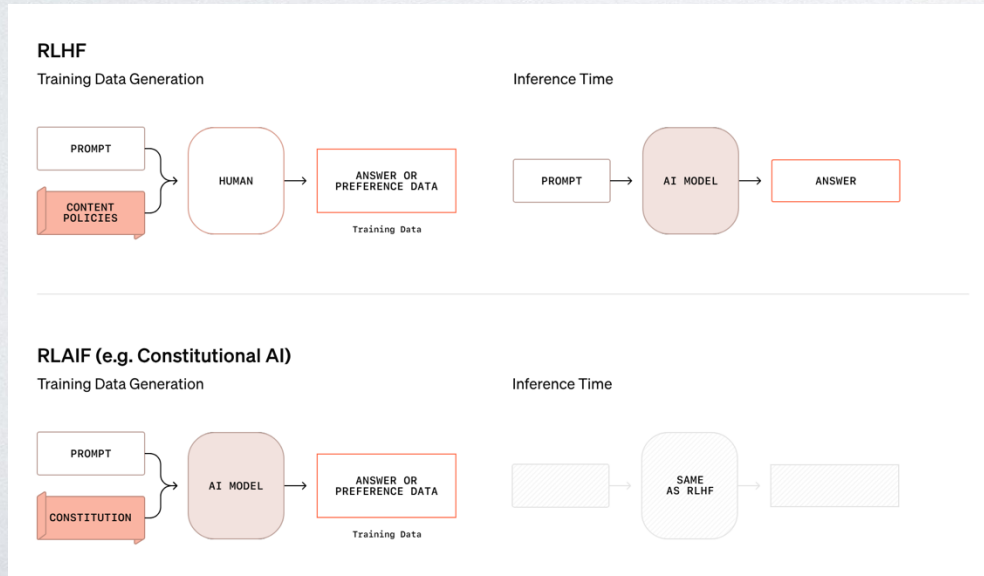 RLHF
Training Data Generation
Inference Time
PROMPT
CONTENT
POLICIES
HUMAN
ANSWER OR
PREFERENCE DATA
Training Data
PROMPT
AI MODEL
ANSWER
RLAIF (e.g. Constitutional AI)
Training Data Generation
Inference Time
PROMPT
CONSTITUTION
AI MODEL
ANSWER OR
PREFERENCE DATA
Training Data
SAME
AS RLHF